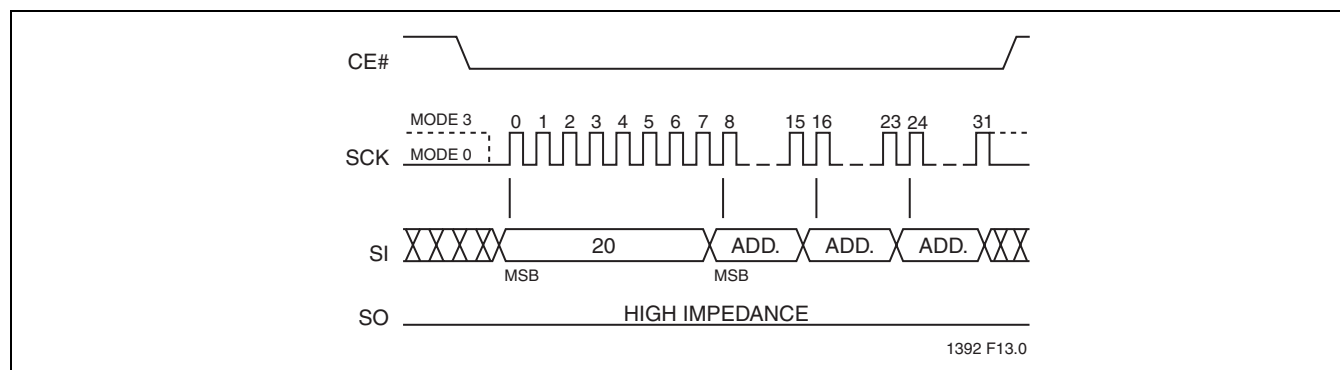 CE#
MODE 3 0 1 2 3 4 5 6 7 8 15 16 23 24 31
SCK MODE 0
SI 20 ADD. ADD. ADD.
MSB MSB
SO HIGH IMPEDANCE
1392 F13.0